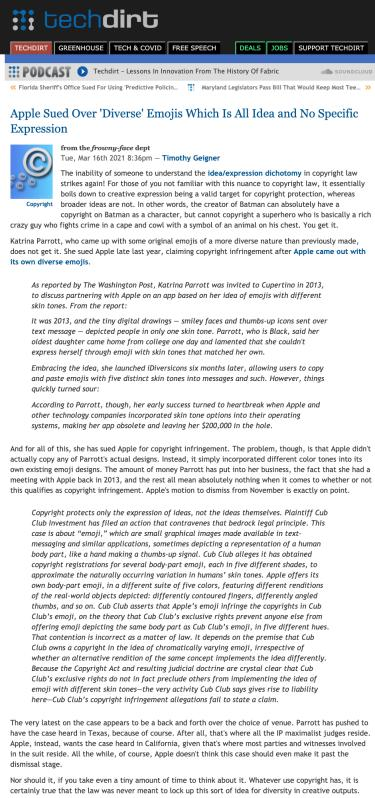 techdirt
TECHDIRT GREENHOUSE TECH & COVID FREE SPEECH DEALS JOBS SUPPORT TECHDIRT
PODCAST Techdirt - Lessons In Innovation From The History Of Fabric SOUNDCLOUD
<< Florida Sheriff's Office Sued For Using 'Predictive Policin... Maryland Legislators Pass Bill That Would Keep Most Tee... >>
Apple Sued Over 'Diverse' Emojis Which Is All Idea and No Specific
Expression
from the frowny-face dept
Tue, Mar 16th 2021 8:36pm — Timothy Geigner
Copyright
The inability of someone to understand the idea/expression dichotomy in copyright law
strikes again! For those of you not familiar with this nuance to copyright law, it essentially
boils down to creative expression being a valid target for copyright protection, whereas
broader ideas are not. In other words, the creator of Batman can absolutely have a
copyright on Batman as a character, but cannot copyright a superhero who is basically a rich
crazy guy who fights crime in a cape and cowl with a symbol of an animal on his chest. You get it.
Katrina Parrott, who came up with some original emojis of a more diverse nature than previously made,
does not get it. She sued Apple late last year, claiming copyright infringement after Apple came out with
its own diverse emojis.
As reported by The Washington Post, Katrina Parrott was invited to Cupertino in 2013,
to discuss partnering with Apple on an app based on her idea of emojis with different
skin tones. From the report:
It was 2013, and the tiny digital drawings — smiley faces and thumbs-up icons sent over
text message — depicted people in only one skin tone. Parrott, who is Black, said her
oldest daughter came home from college one day and lamented that she couldn't
express herself through emoji with skin tones that matched her own.
Embracing the idea, she launched iDiversicons six months later, allowing users to copy
and paste emojis with five distinct skin tones into messages and such. However, things
quickly turned sour:
According to Parrott, though, her early success turned to heartbreak when Apple and
other technology companies incorporated skin tone options into their operating
systems, making her app obsolete and leaving her $200,000 in the hole.
And for all of this, she has sued Apple for copyright infringement. The problem, though, is that Apple didn't
actually copy any of Parrott's actual designs. Instead, it simply incorporated different color tones into its
own existing emoji designs. The amount of money Parrott has put into her business, the fact that she had a
meeting with Apple back in 2013, and the rest all mean absolutely nothing when it comes to whether or not
this qualifies as copyright infringement. Apple's motion to dismiss from November is exactly on point.
Copyright protects only the expression of ideas, not the ideas themselves. Plaintiff Cub
Club Investment has filed an action that contravenes that bedrock legal principle. This
case is about “emoji,” which are small graphical images made available in text-
messaging and similar applications, sometimes depicting a representation of a human
body part, like a hand making a thumbs-up signal. Cub Club alleges it has obtained
copyright registrations for several body-part emoji, each in five different shades, to
approximate the naturally occurring variation in humans' skin tones. Apple offers its
own body-part emoji, in a different suite of five colors, featuring different renditions
of the real-world objects depicted: differently contoured fingers, differently angled
thumbs, and so on. Cub Club asserts that Apple's emoji infringe the copyrights in Cub
Club's emoji, on the theory that Cub Club's exclusive rights prevent anyone else from
offering emoji depicting the same body part as Cub Club's emoji, in five different hues.
That contention is incorrect as a matter of law. It depends on the premise that Cub
Club owns a copyright in the idea of chromatically varying emoji, irrespective of
whether an alternative rendition of the same concept implements the idea differently.
Because the Copyright Act and resulting judicial doctrine are crystal clear that Cub
Club's exclusive rights do not in fact preclude others from implementing the idea of
emoji with different skin tones—the very activity Cub Club says gives rise to liability
here—Cub Club's copyright infringement allegations fail to state a claim.
The very latest on the case appears to be a back and forth over the choice of venue. Parrott has pushed to
have the case heard in Texas, because of course. After all, that's where all the IP maximalist judges reside.
Apple, instead, wants the case heard in California, given that's where most parties and witnesses involved
in the suit reside. All the while, of course, Apple doesn't think this case should even make it past the
dismissal stage.
Nor should it, if you take even a tiny amount of time to think about it. Whatever use copyright has, it is
certainly true that the law was never meant to lock up this sort of idea for diversity in creative outputs.